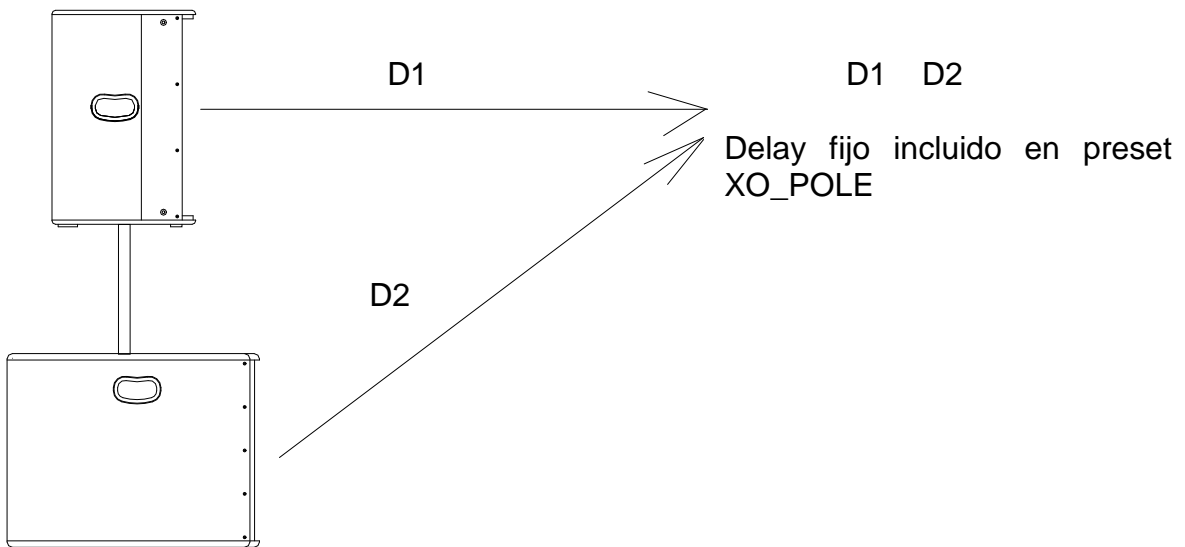 D1
D1 D2
Delay fijo incluido en preset
XO_POLE
D2